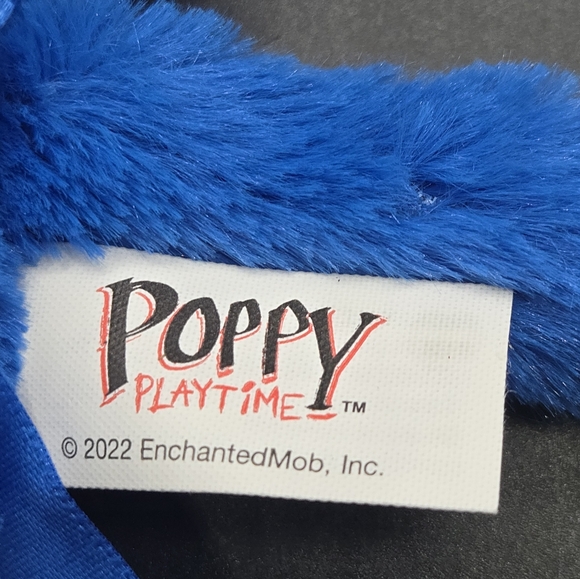 POPPY
PLAYTiME™
© 2022 EnchantedMob, Inc.